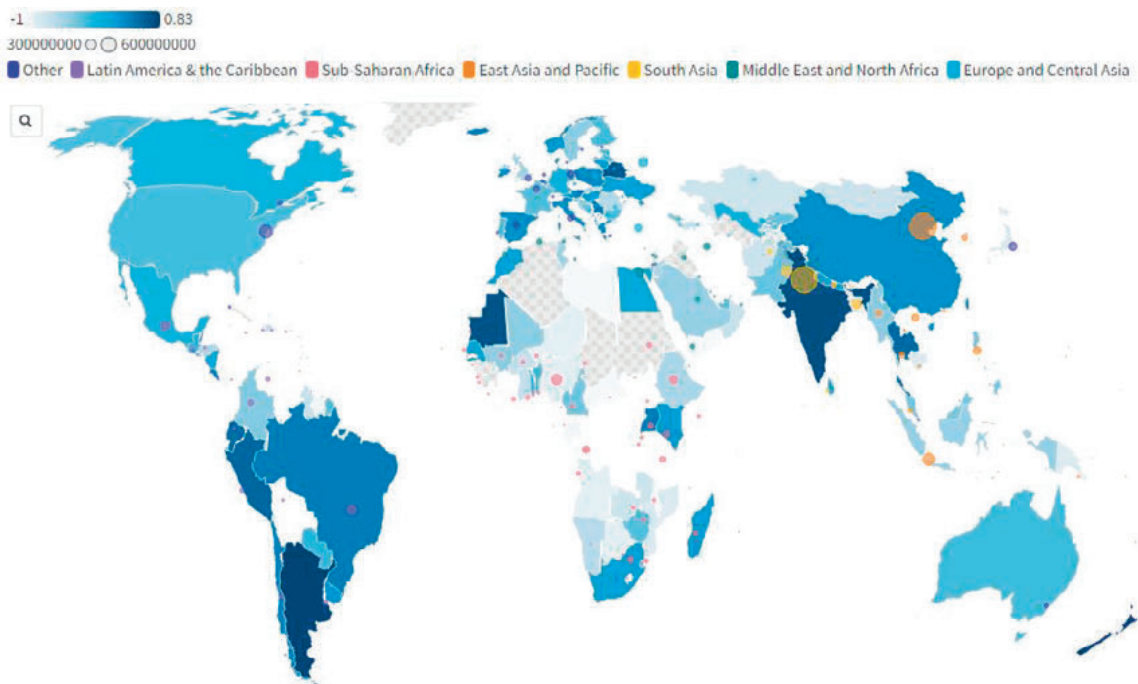 -1 0.83
300000000 600000000
Other Latin America & the Caribbean Sub-Saharan Africa East Asia and Pacific South Asia Middle East and North Africa Europe and Central Asia